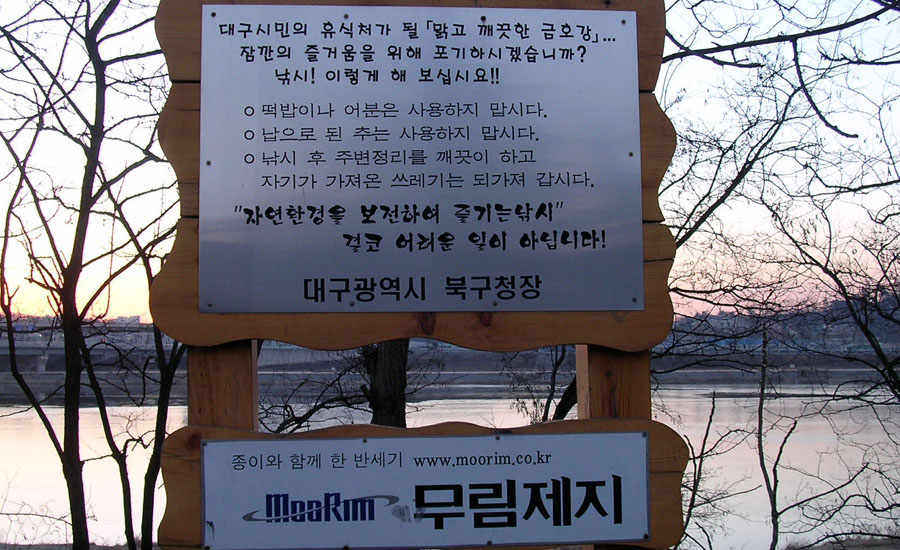 대구시민의 휴식처가 될「맑고 깨끗한 금호강」...
잠깐의 즐거움을 위해 포기하시겠습니까?
낚시! 이렇게 해 보십시요!!
○ 떡밥이나 어분은 사용하지 맙시다.
○ 납으로 된 추는 사용하지 맙시다.
○ 낚시 후 주변정리를 깨끗이 하고
자기가 가져온 쓰레기는 되가져 갑시다.
"자연환경을 보전하여 즐기는낚시"
결코 어려운 일이 아입니다!
대구광역시 북구청장
종이와 함께 한 반세기 www.moorim.co.kr
MooRim 무림제지